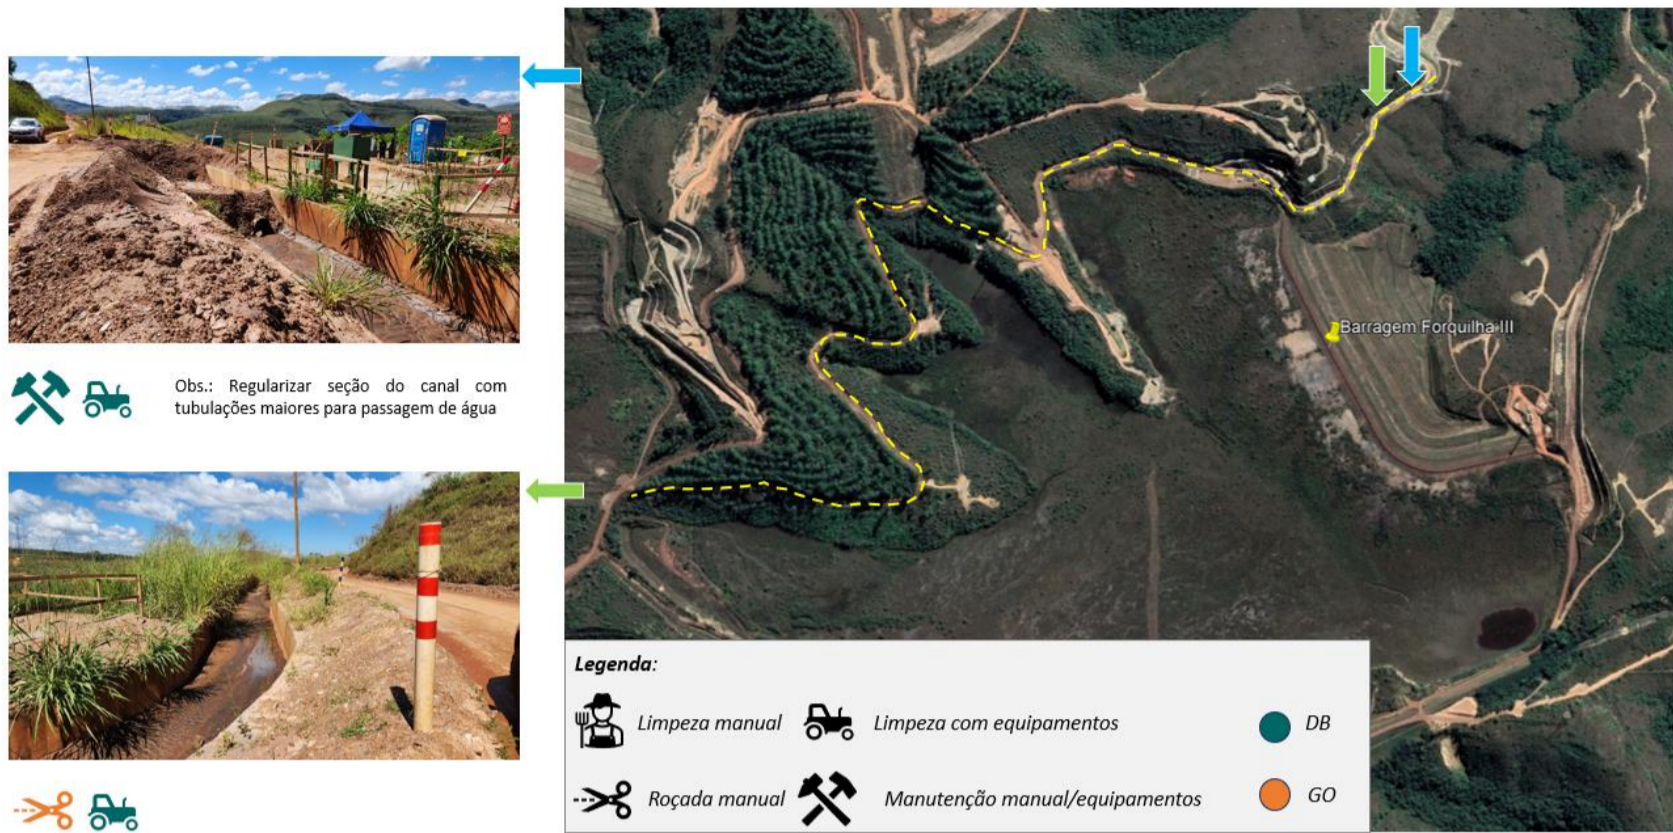 Obs.: Regularizar seção do canal com
tubulações maiores para passagem de água
Barragem Forquilha III
Legenda:
Limpeza manual
Limpeza com equipamentos
DB
Roçada manual
Manutenção manual/equipamentos
GO